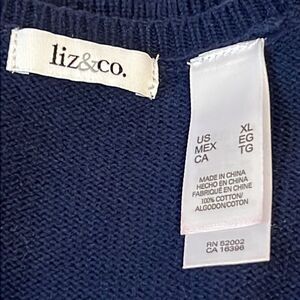 liz&co.
US XL
MEX EG
CA TG
MADE IN CHINA
HECHO EN CHINA
FABRIQUÉ EN CHINE
100% COTTON/
ALGODON/COTON
RN 52002
CA 16396